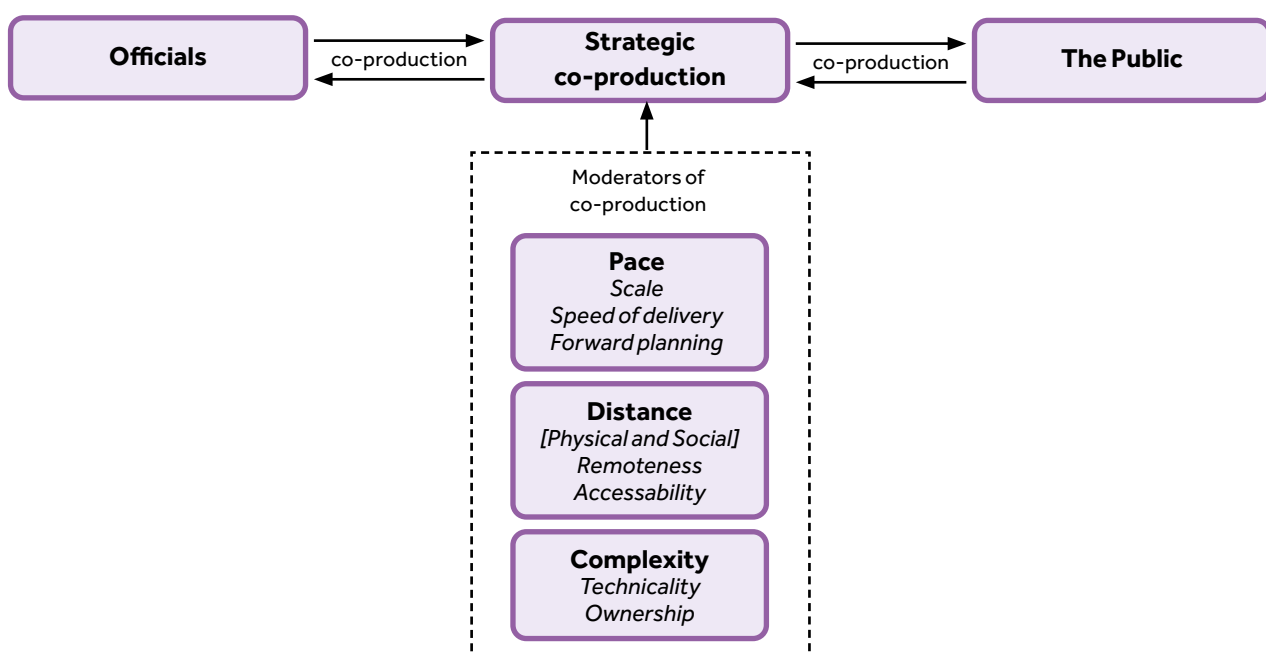 Officials
co-production
Strategic
co-production
co-production
The Public
Moderators of
co-production
Pace
Scale
Speed of delivery
Forward planning
Distance
[Physical and Social]
Remoteness
Accessability
Complexity
Technicality
Ownership